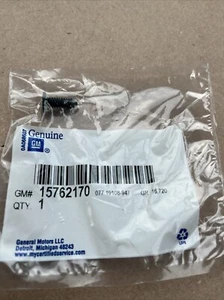 Genuine
GM
GM# 15762170
QTY. 1
General Motors LLC
Detroit, Michigan 48243
www.mycertifiedservice.com